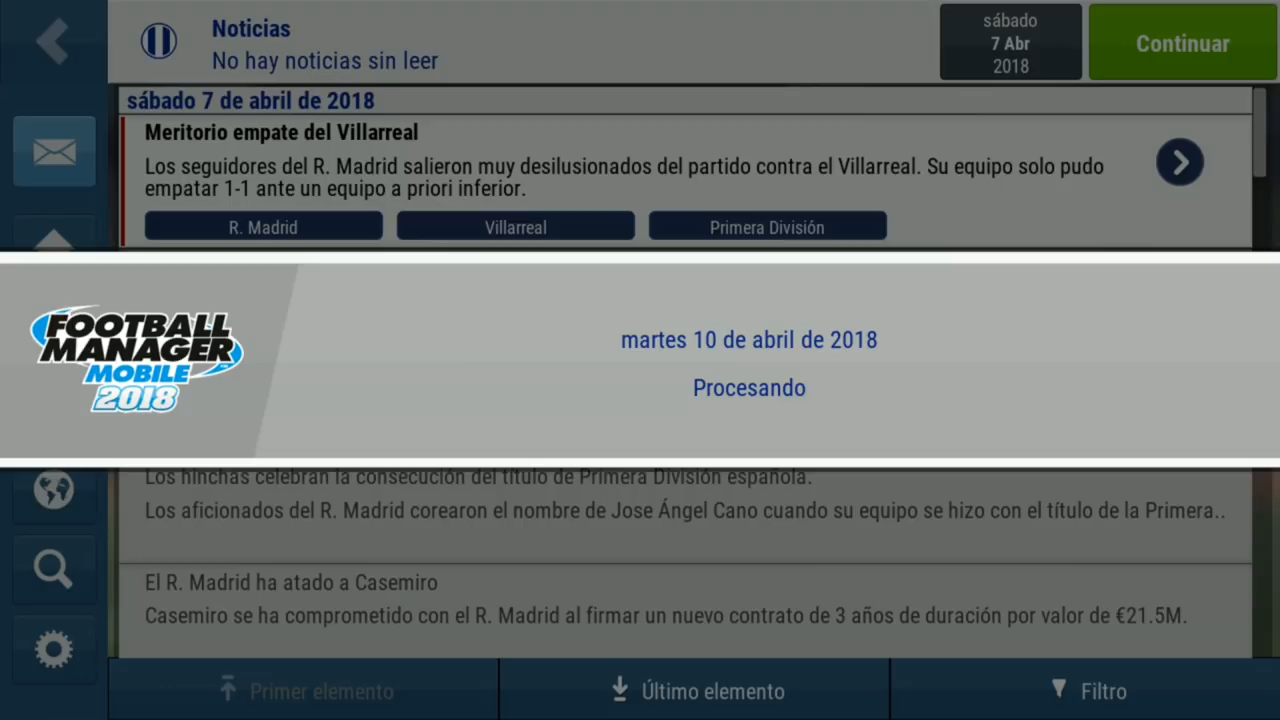 Noticias
No hay noticias sin leer
sábado
7 Abr
2018
Continuar
sábado 7 de abril de 2018
Meritorio empate del Villarreal
Los seguidores del R. Madrid salieron muy desilusionados del partido contra el Villarreal. Su equipo solo pudo
empatar 1-1 ante un equipo a priori inferior.
R. Madrid
Villarreal
Primera División
FOOTBALL
MANAGER
MOBILE
2018
martes 10 de abril de 2018
Procesando
Los hinchas celebran la consecución del título de Primera División española.
Los aficionados del R. Madrid corearon el nombre de Jose Ángel Cano cuando su equipo se hizo con el título de la Primera..
El R. Madrid ha atado a Casemiro
Casemiro se ha comprometido con el R. Madrid al firmar un nuevo contrato de 3 años de duración por valor de €21.5M.
Primer elemento
Último elemento
Filtro